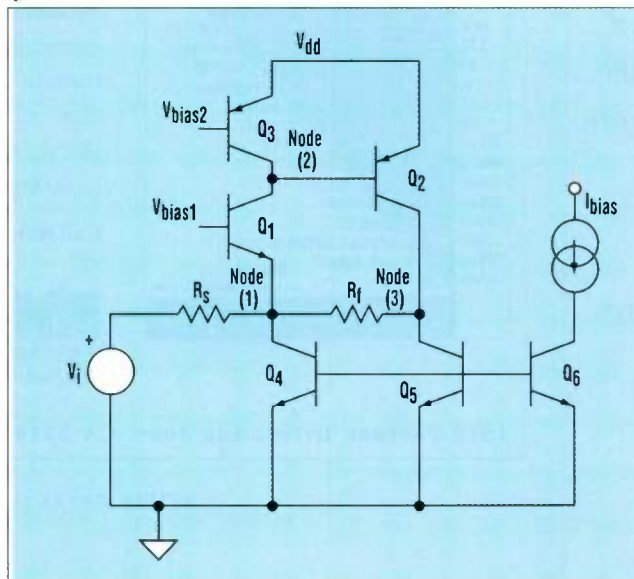 Vdd
Vbias2
Q3
Node
(2)
Q2
Vbias1
Q1
Ibias
Rs
Node
(1)
Rf
Node
(3)
+
Vi
Q4
Q5
Q6